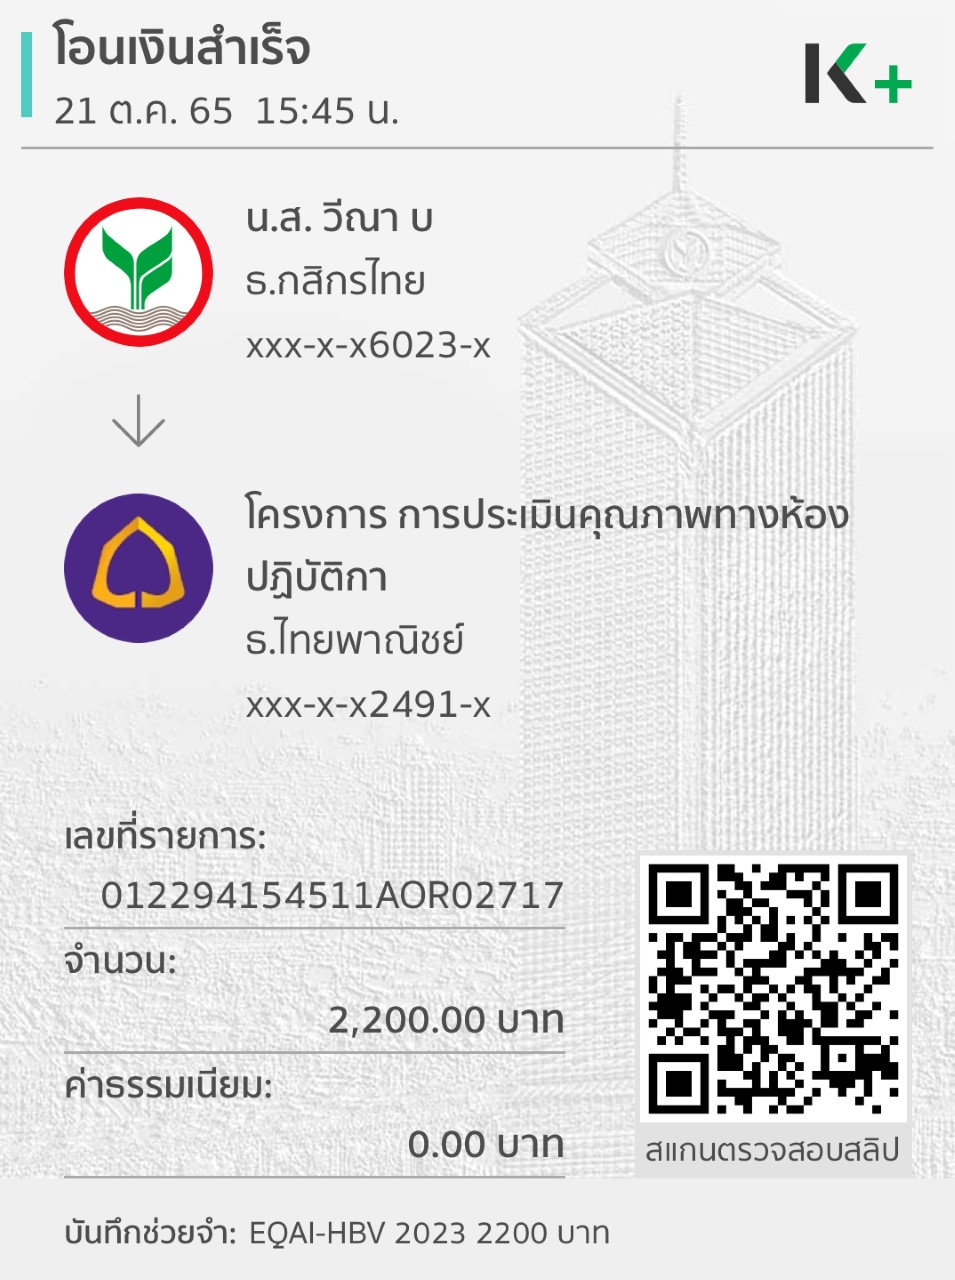 โอนเงินสำเร็จ
21 ต.ค. 65 15:45 น.
K+
น.ส. วีณา บ
ธ.กสิกรไทย
xxx-x-x6023-x
โครงการ การประเมินคุณภาพทางห้อง
ปฏิบัติกา
ธ.ไทยพาณิชย์
xxx-x-x2491-x
เลขที่รายการ:
012294154511AOR02717
จำนวน:
2,200.00 บาท
ค่าธรรมเนียม:
0.00 บาท
สแกนตรวจสอบสลิป
บันทึกช่วยจำ: EQAI-HBV 2023 2200 บาท